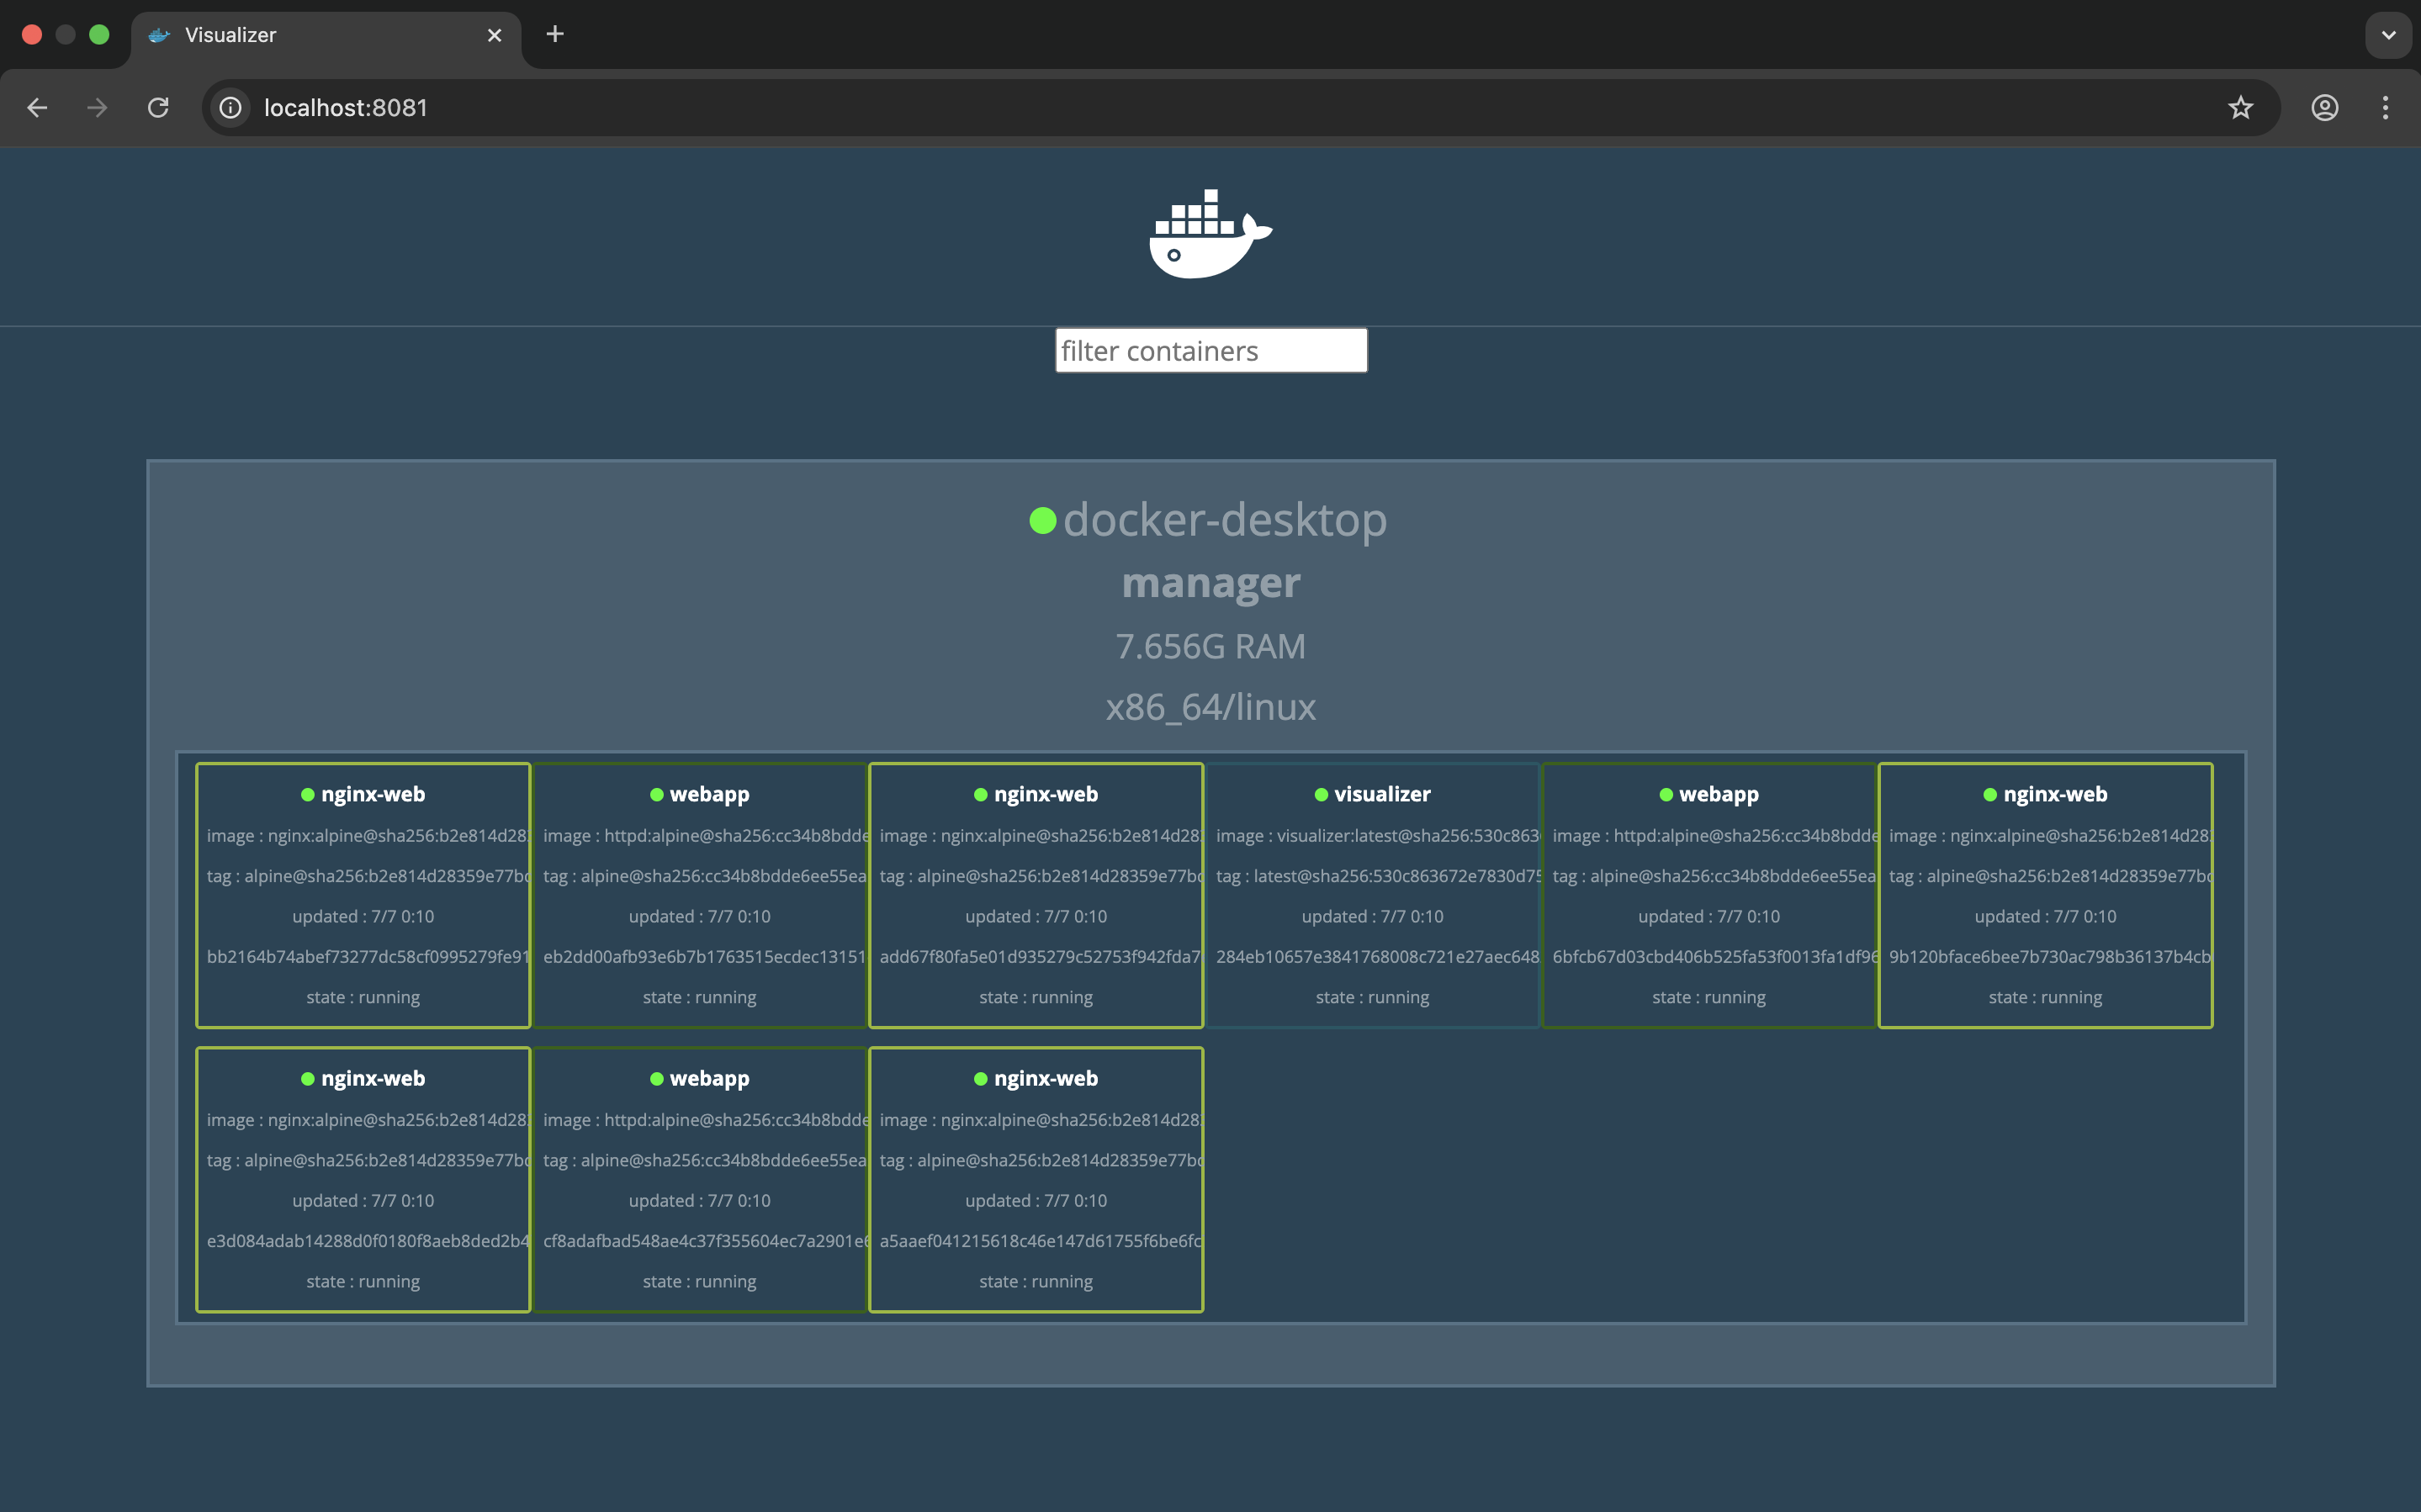 Visualizer
localhost:8081
filter containers
docker-desktop
manager
7.656G RAM
x86_64/linux
nginx-web
image : nginx:alpine@sha256:b2e814d28
tag : alpine@sha256:b2e814d28359e77bc
updated : 7/7 0:10
bb2164b74abef73277dc58cf0995279fe91
state : running
webapp
image : httpd:alpine@sha256:cc34b8bdde
tag : alpine@sha256:cc34b8bdde6ee55ea
updated : 7/7 0:10
eb2dd00afb93e6b7b1763515ecdec13151
state : running
nginx-web
image : nginx:alpine@sha256:b2e814d28
tag : alpine@sha256:b2e814d28359e77bc
updated : 7/7 0:10
add67f80fa5e01d935279c52753f942fda7
state : running
visualizer
image : visualizer:latest@sha256:530c863
tag : latest@sha256:530c863672e7830d75
updated : 7/7 0:10
284eb10657e3841768008c721e27aec648
state : running
webapp
image : httpd:alpine@sha256:cc34b8bdde
tag : alpine@sha256:cc34b8bdde6ee55ea
updated : 7/7 0:10
6bfcb67d03cbd406b525fa53f0013fa1df96
state : running
nginx-web
image : nginx:alpine@sha256:b2e814d28
tag : alpine@sha256:b2e814d28359e77bc
updated : 7/7 0:10
9b120bface6bee7b730ac798b36137b4cb
state : running
nginx-web
image : nginx:alpine@sha256:b2e814d28
tag : alpine@sha256:b2e814d28359e77bc
updated : 7/7 0:10
e3d084adab14288d0f0180f8aeb8ded2b4
state : running
webapp
image : httpd:alpine@sha256:cc34b8bdde
tag : alpine@sha256:cc34b8bdde6ee55ea
updated : 7/7 0:10
cf8adafbad548ae4c37f355604ec7a2901e6
state : running
nginx-web
image : nginx:alpine@sha256:b2e814d28
tag : alpine@sha256:b2e814d28359e77bc
updated : 7/7 0:10
a5aaef041215618c46e147d61755f6be6fc
state : running